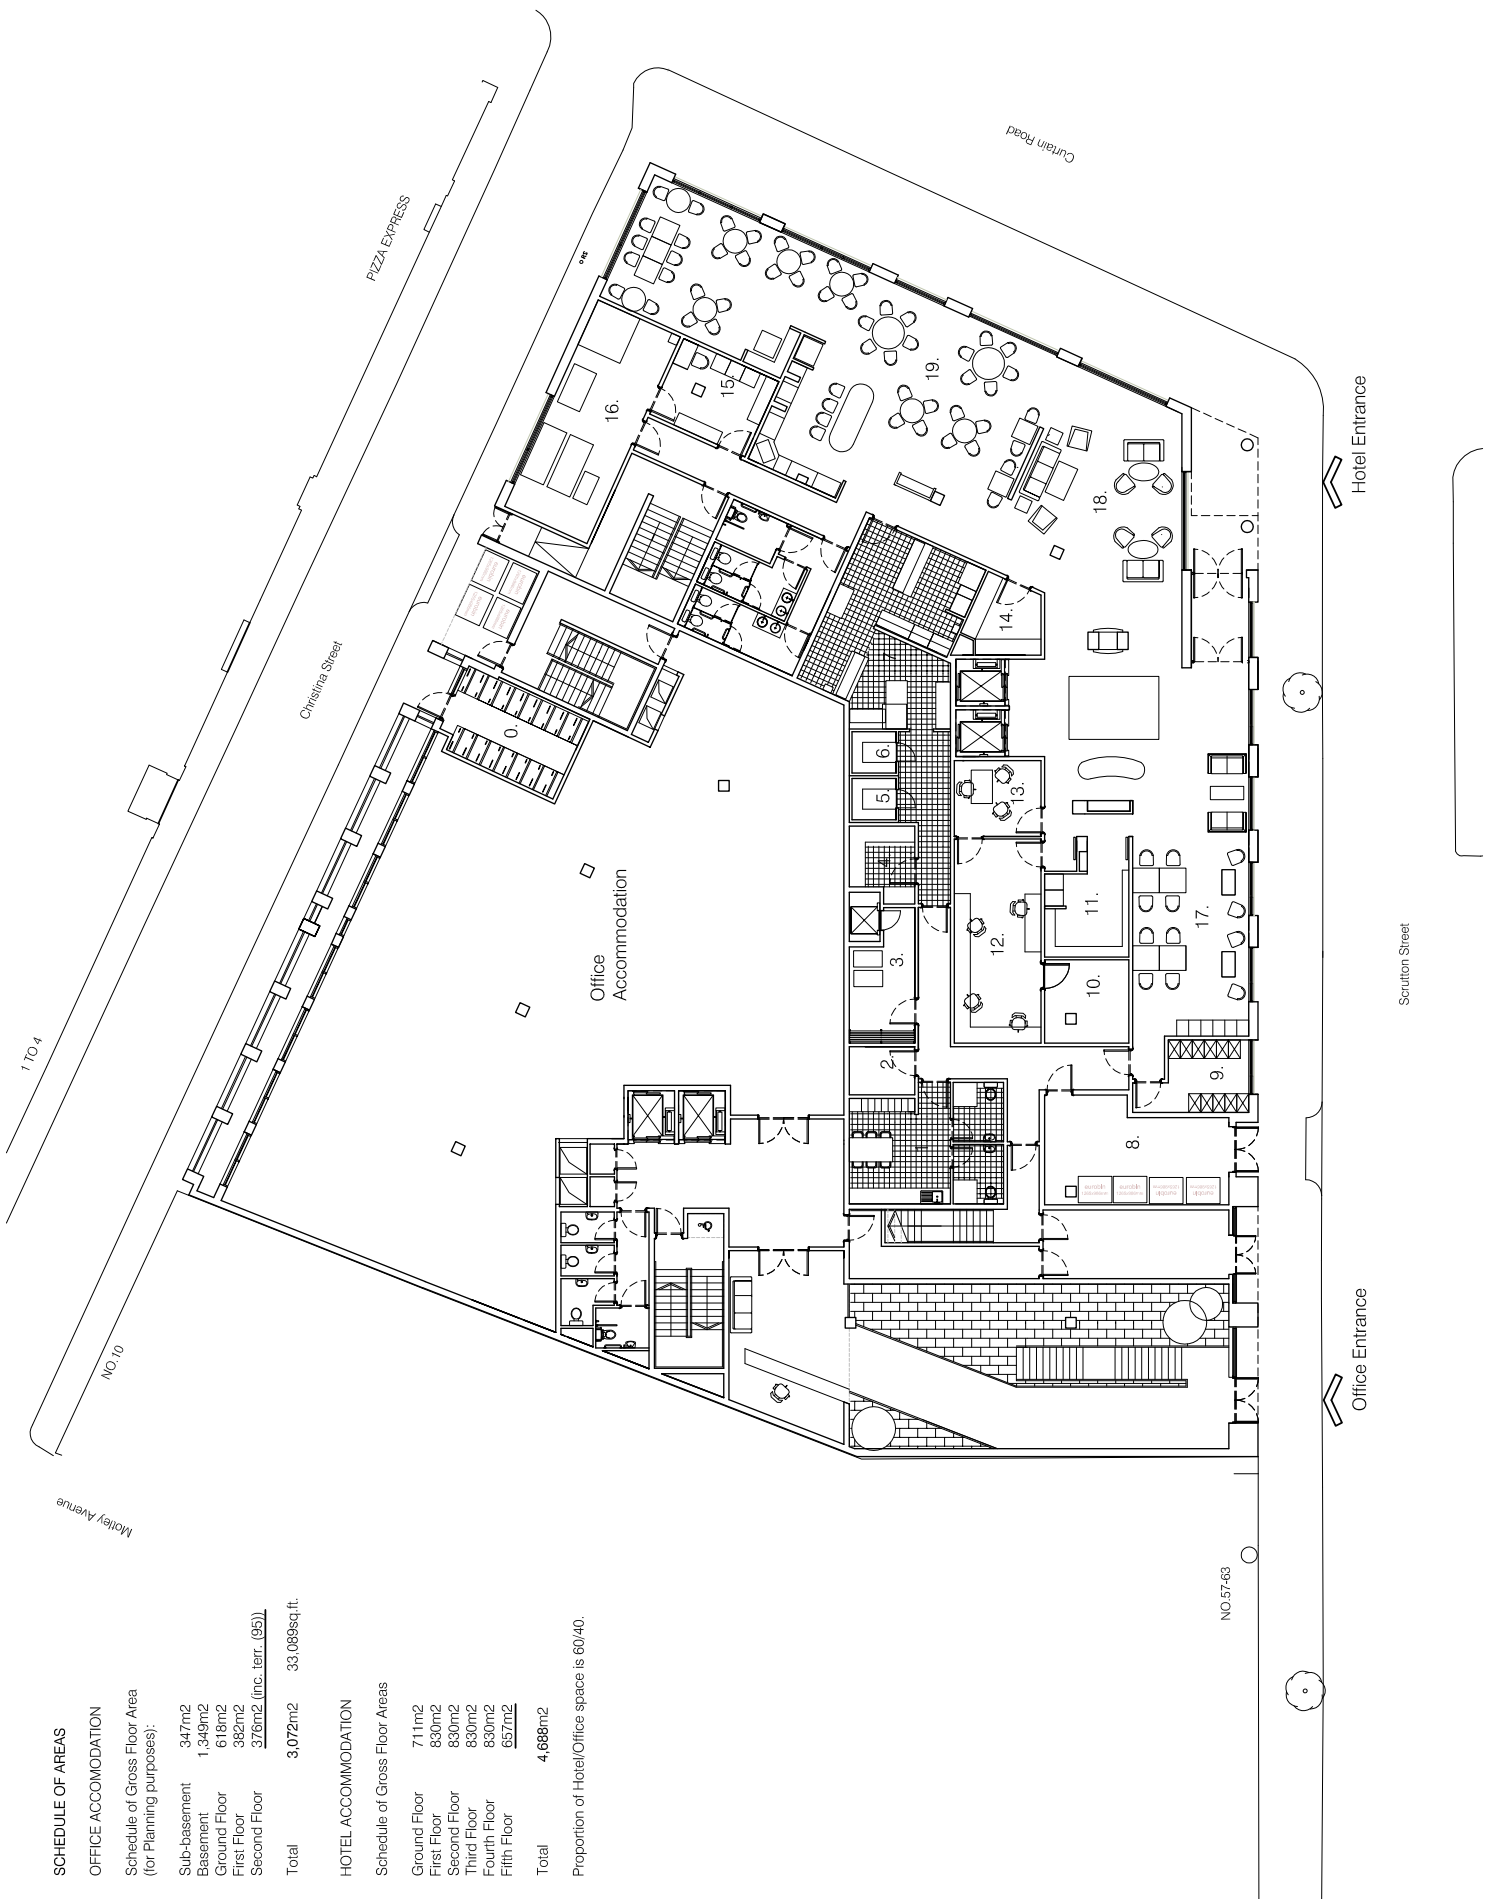 SCHEDULE OF AREAS
OFFICE ACCOMODATION
Schedule of Gross Floor Area
(for Planning purposes):
Sub-basement 347m2
Basement 1,349m2
Ground Floor 618m2
First Floor 382m2
Second Floor 376m2 (inc. terr. (95))
Total 3,072m2 33,089sq.ft.
HOTEL ACCOMMODATION
Schedule of Gross Floor Areas
Ground Floor 711m2
First Floor 830m2
Second Floor 830m2
Third Floor 830m2
Fourth Floor 830m2
Fifth Floor 657m2
Total 4,688m2
Proportion of Hotel/Office space is 60/40.
Motley Avenue
NO.10
1 TO 4
Christina Street
PIZZA EXPRESS
Curtain Road
Office
Accommodation
0.
1.
2.
3.
4.
5.
6.
7.
8.
9.
10.
11.
12.
13.
14.
15.
16.
17.
18.
19.
NO.57-63
Office Entrance
Hotel Entrance
Scrutton Street